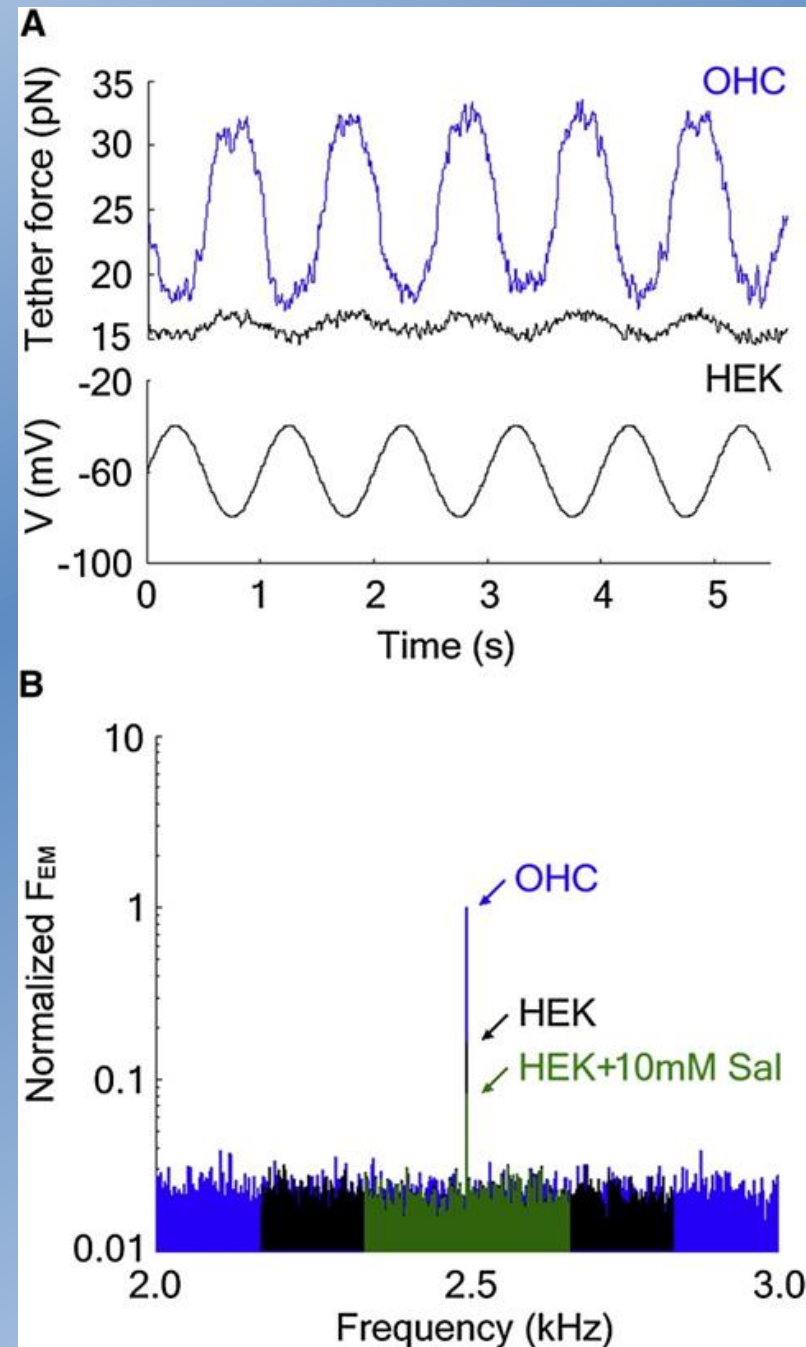 A
Tether force (pN)
35
30
25
20
15
OHC
HEK
V (mV)
-20
-60
-100
0 1 2 3 4 5
Time (s)
B
Normalized FEM
10
1
0.1
0.01
OHC
HEK
HEK+10mM Sal
2.0 2.5 3.0
Frequency (kHz)